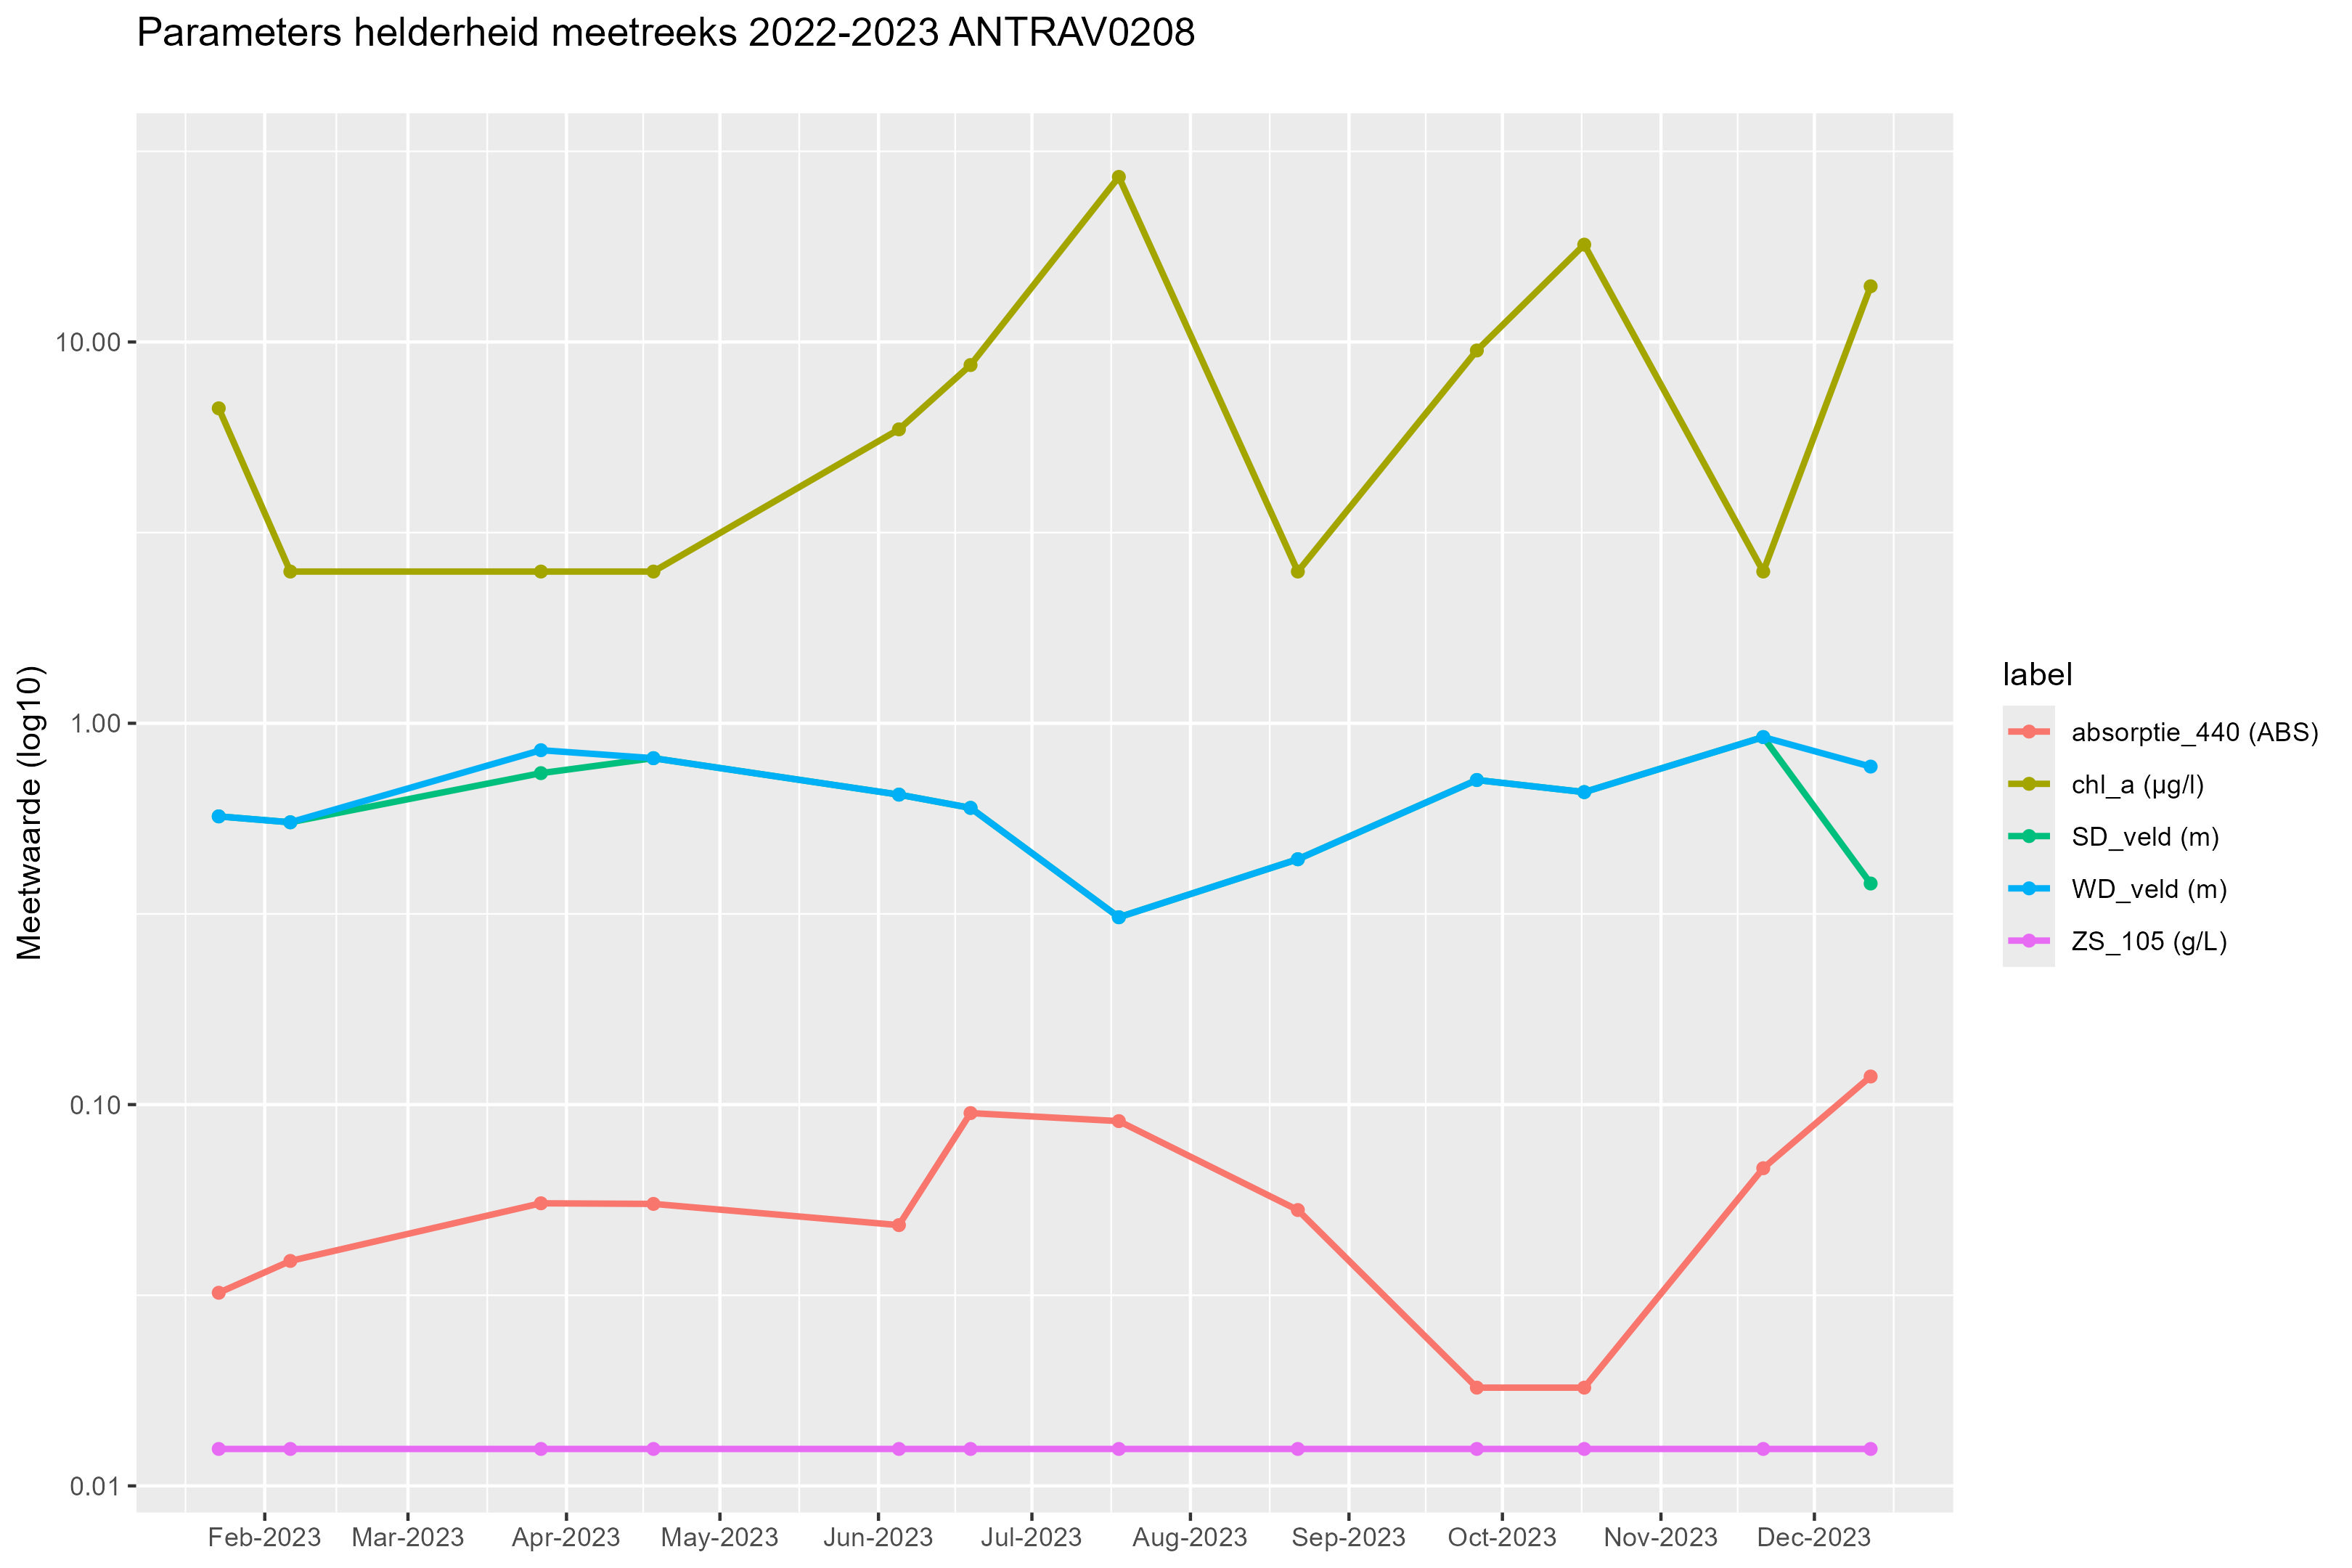 Parameters helderheid meetreeks 2022-2023 ANTRAV0208
Meetwaarde (log10)
10.00
1.00
0.10
0.01
Feb-2023 Mar-2023 Apr-2023 May-2023 Jun-2023 Jul-2023 Aug-2023 Sep-2023 Oct-2023 Nov-2023 Dec-2023
label
absorptie_440 (ABS)
chl_a (µg/l)
SD_veld (m)
WD_veld (m)
ZS_105 (g/L)